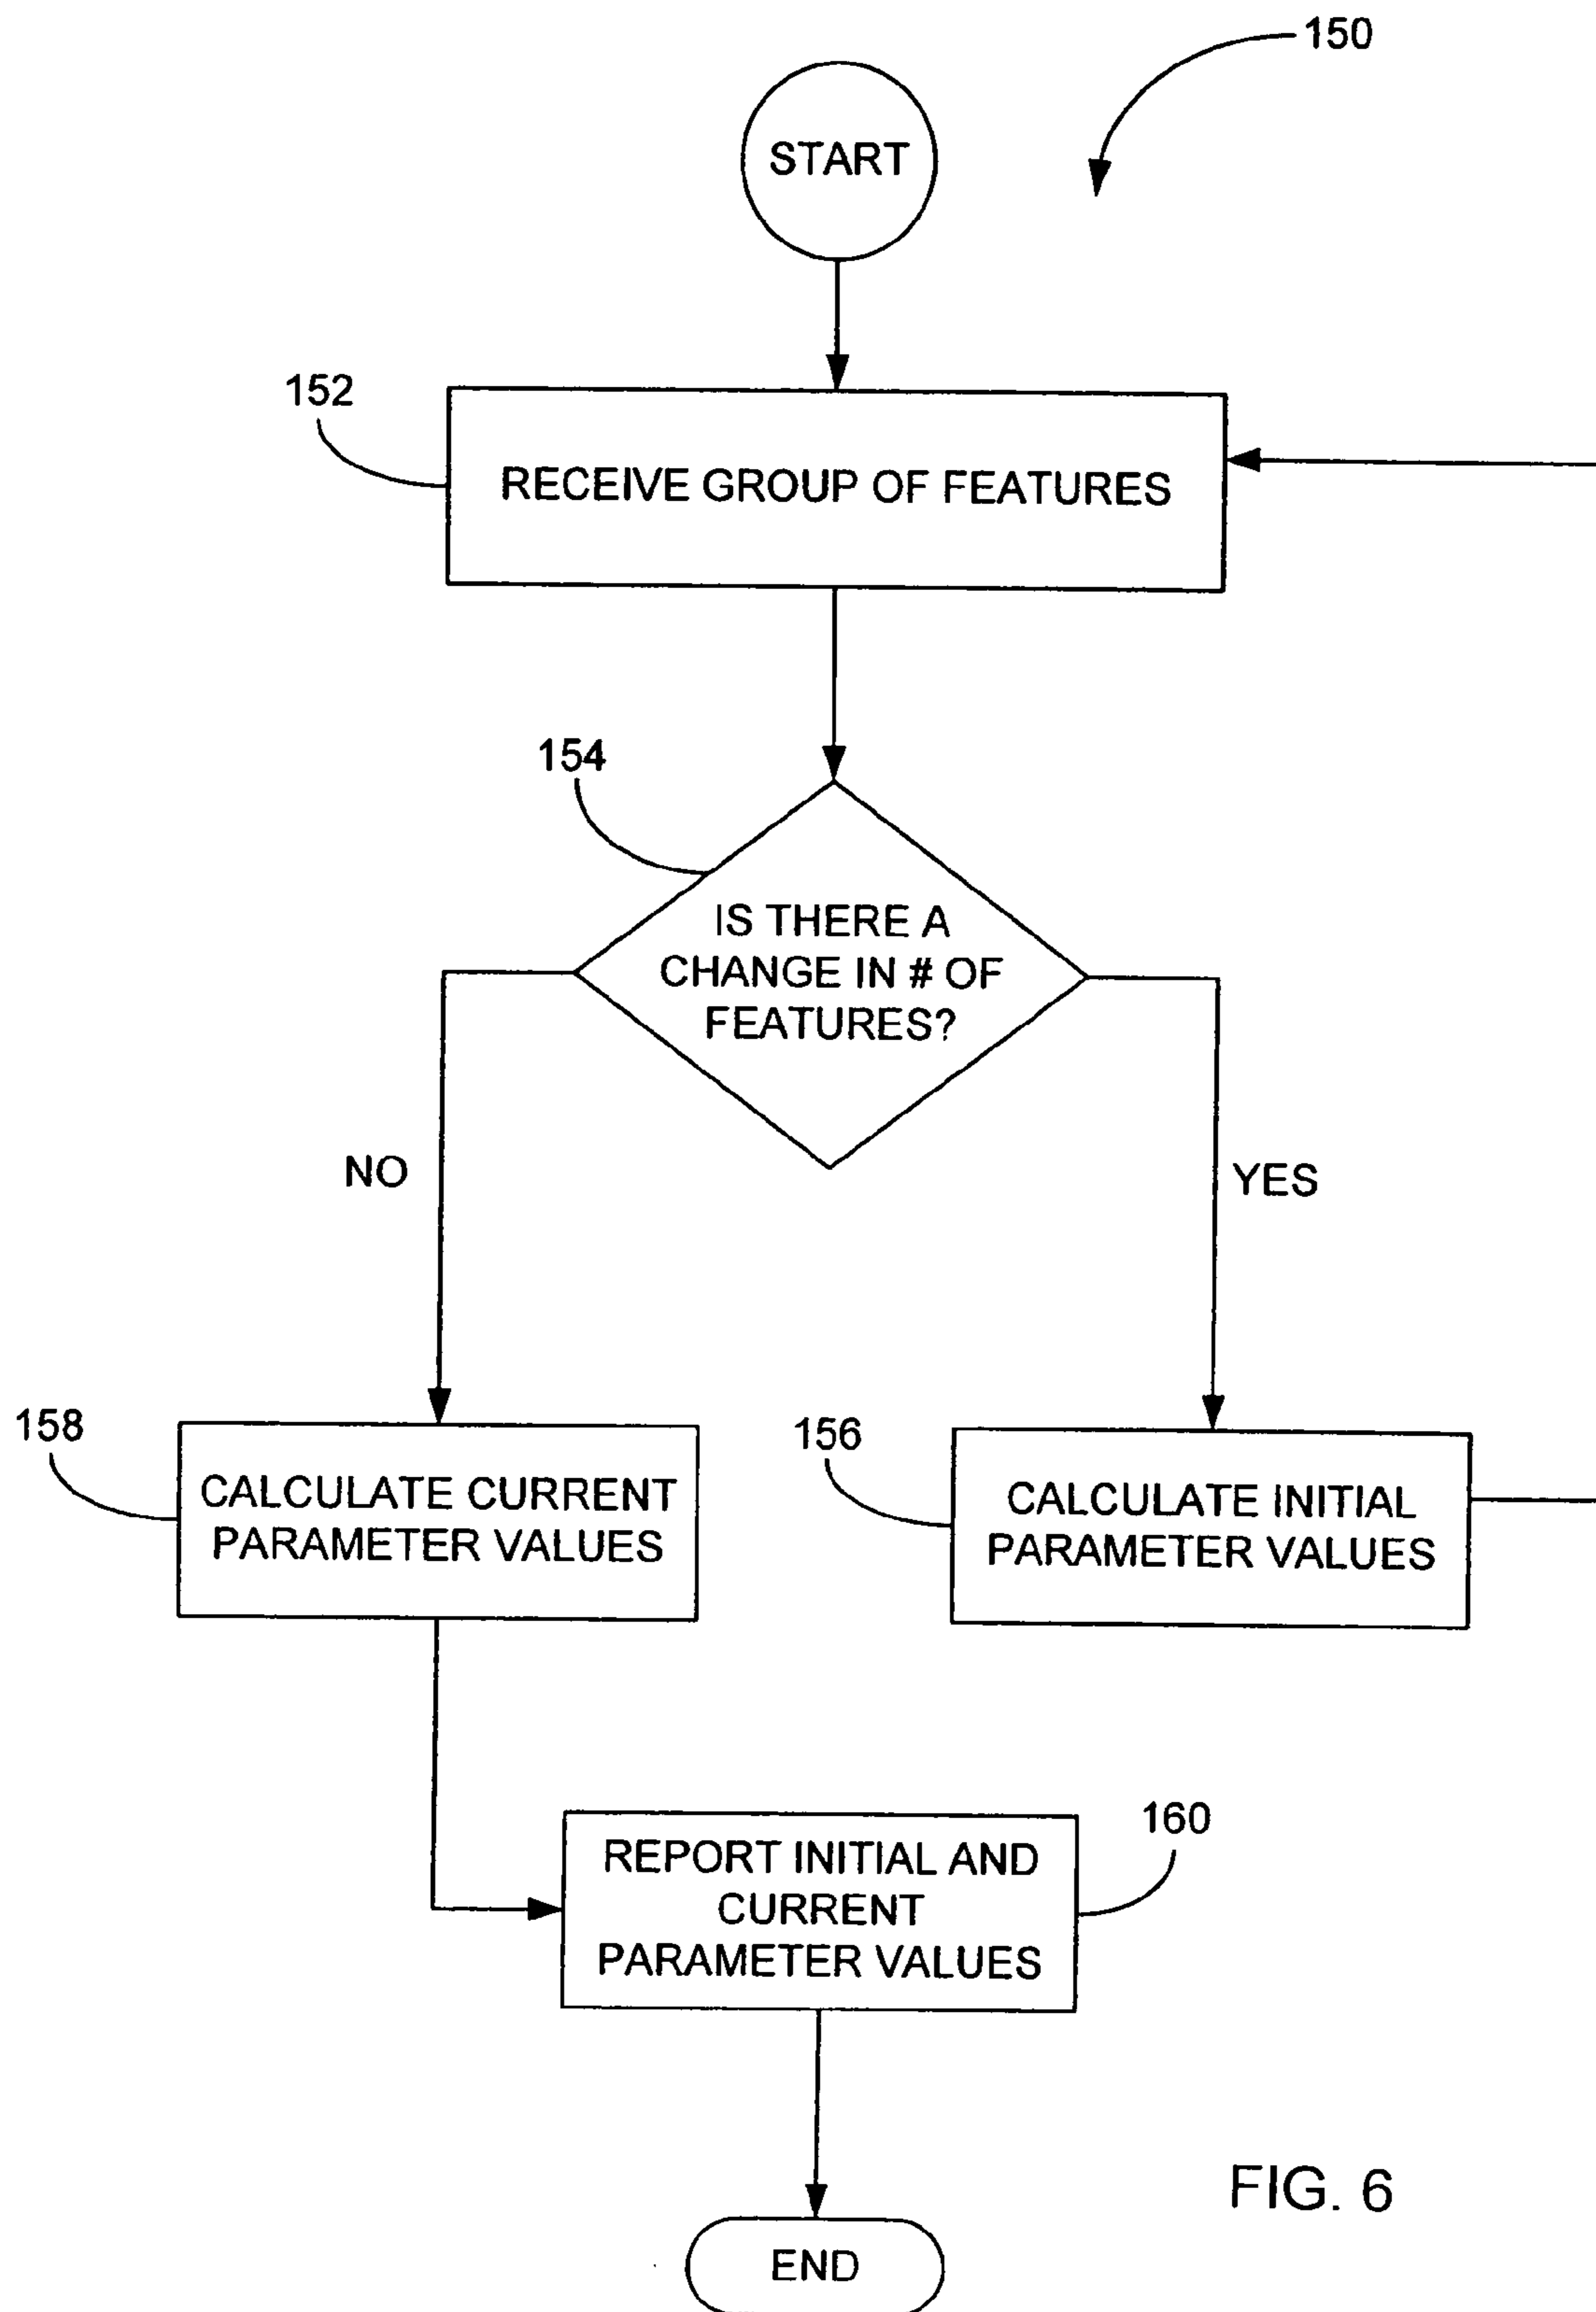 150
START
152
RECEIVE GROUP OF FEATURES
154
IS THERE A
CHANGE IN # OF
FEATURES?
NO
YES
158
CALCULATE CURRENT
PARAMETER VALUES
156
CALCULATE INITIAL
PARAMETER VALUES
160
REPORT INITIAL AND
CURRENT
PARAMETER VALUES
FIG. 6
END